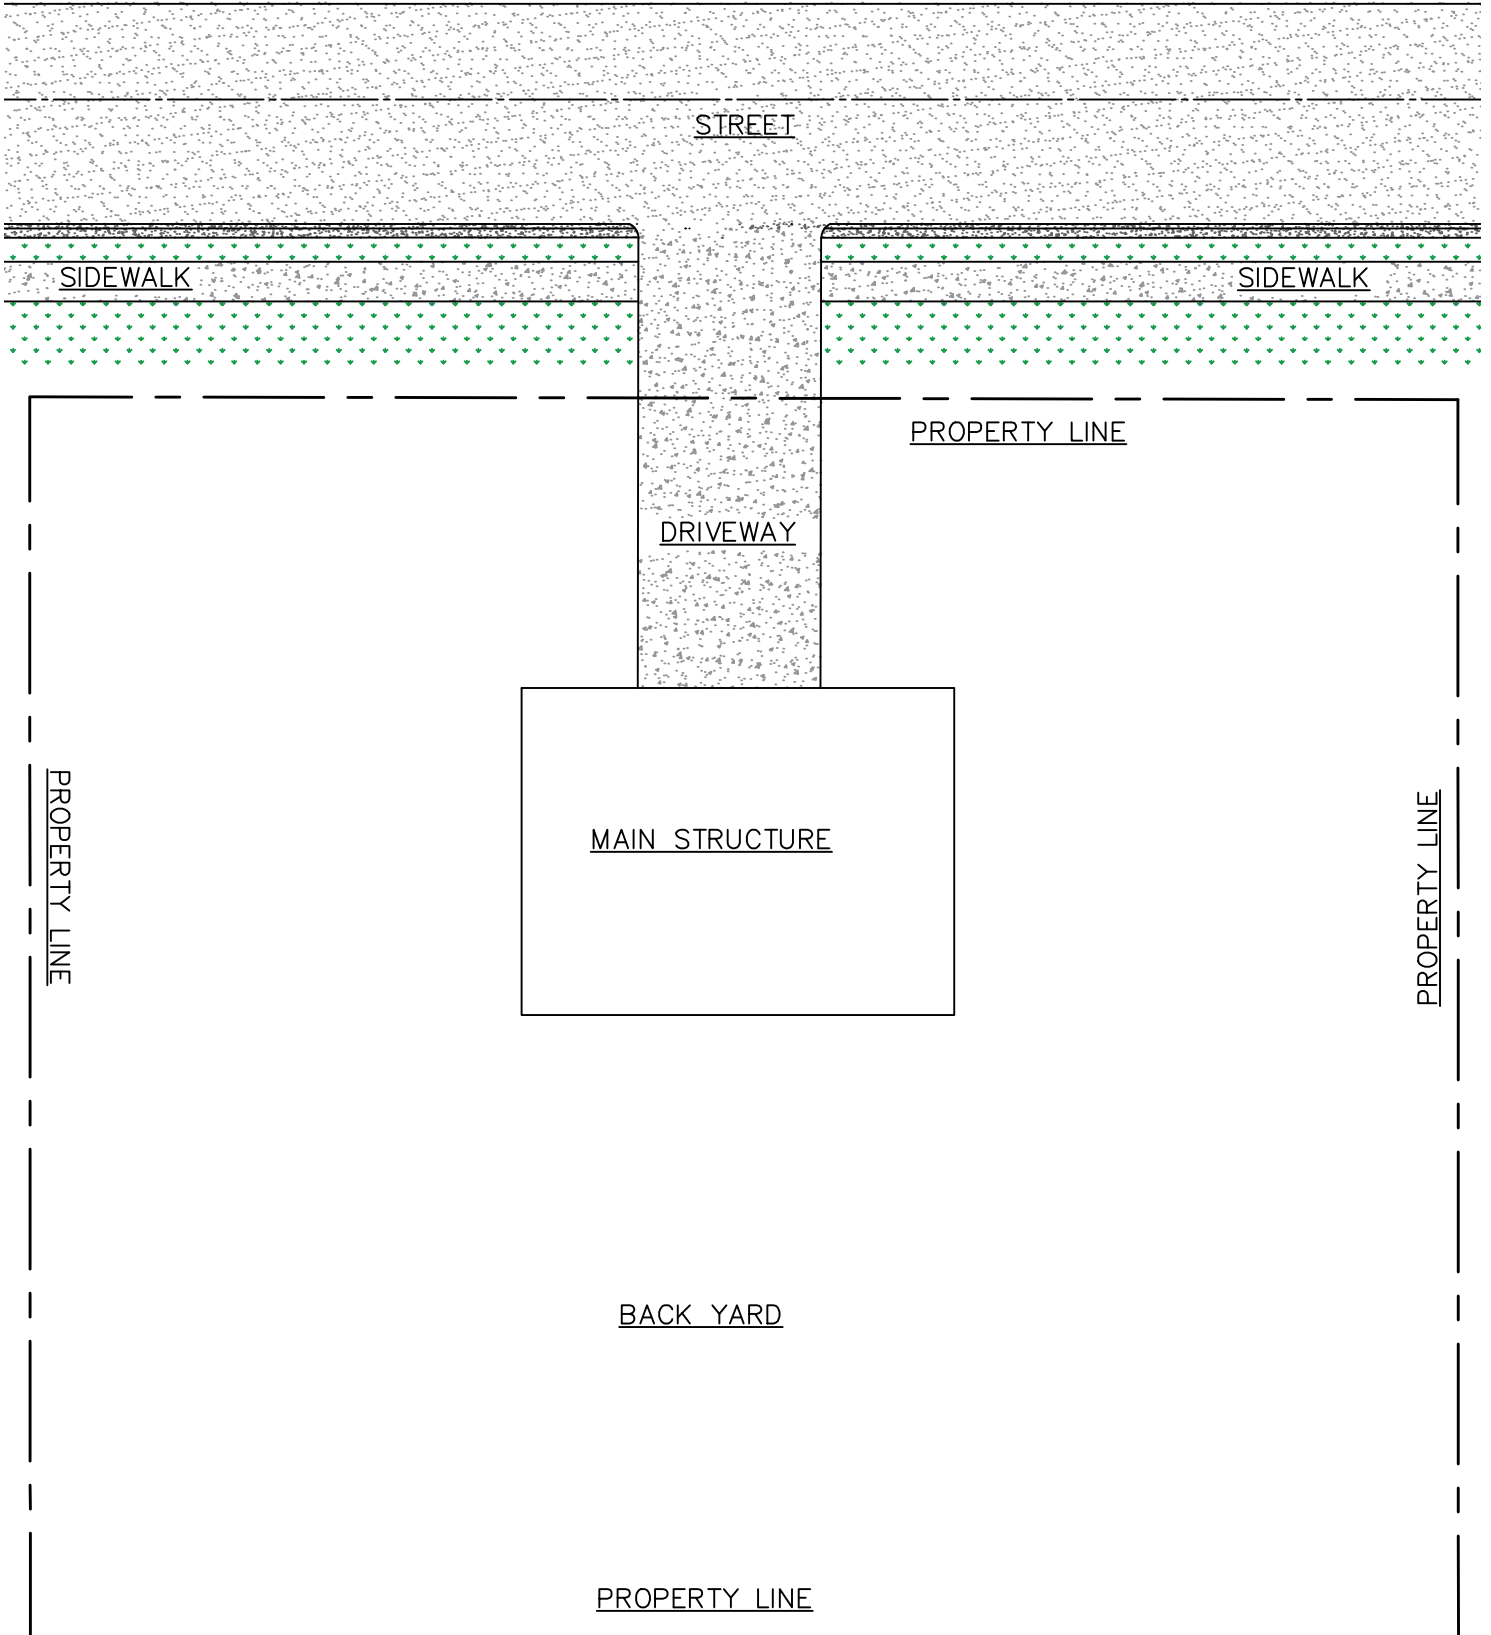 STREET
SIDEWALK
SIDEWALK
PROPERTY LINE
DRIVEWAY
PROPERTY LINE
MAIN STRUCTURE
PROPERTY LINE
BACK YARD
PROPERTY LINE